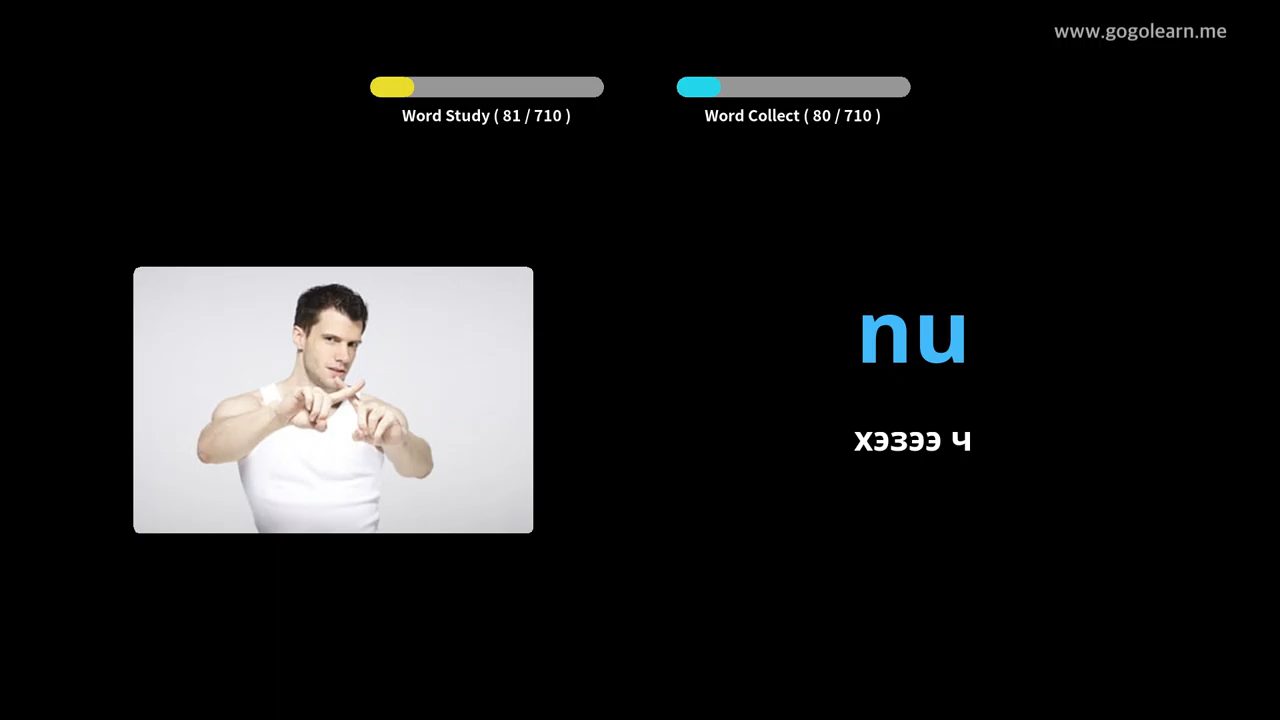 www.gogolearn.me
Word Study ( 81 / 710 )
Word Collect ( 80 / 710 )
nu
хэзээ ч